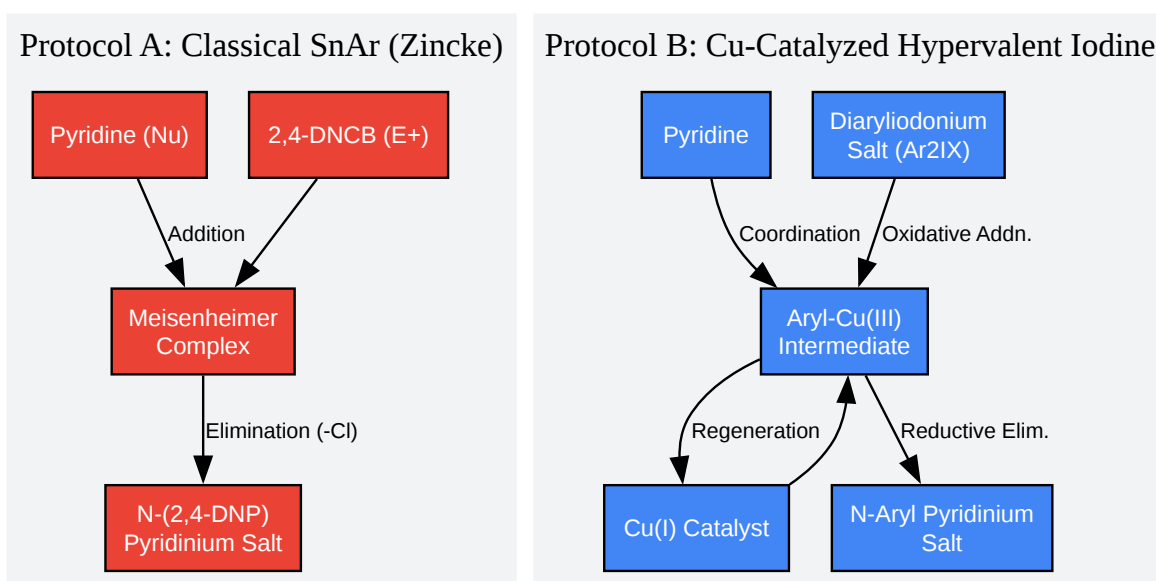 Protocol A: Classical SnAr (Zincke)
Pyridine (Nu)
2,4-DNCB (E+)
Addition
Meisenheimer
Complex
Elimination (-Cl)
N-(2,4-DNP)
Pyridinium Salt
Protocol B: Cu-Catalyzed Hypervalent Iodine
Pyridine
Diaryliodonium
Salt (Ar2IX)
Coordination
Oxidative Addn.
Aryl-Cu(III)
Intermediate
Regeneration
Reductive Elim.
Cu(I) Catalyst
N-Aryl Pyridinium
Salt